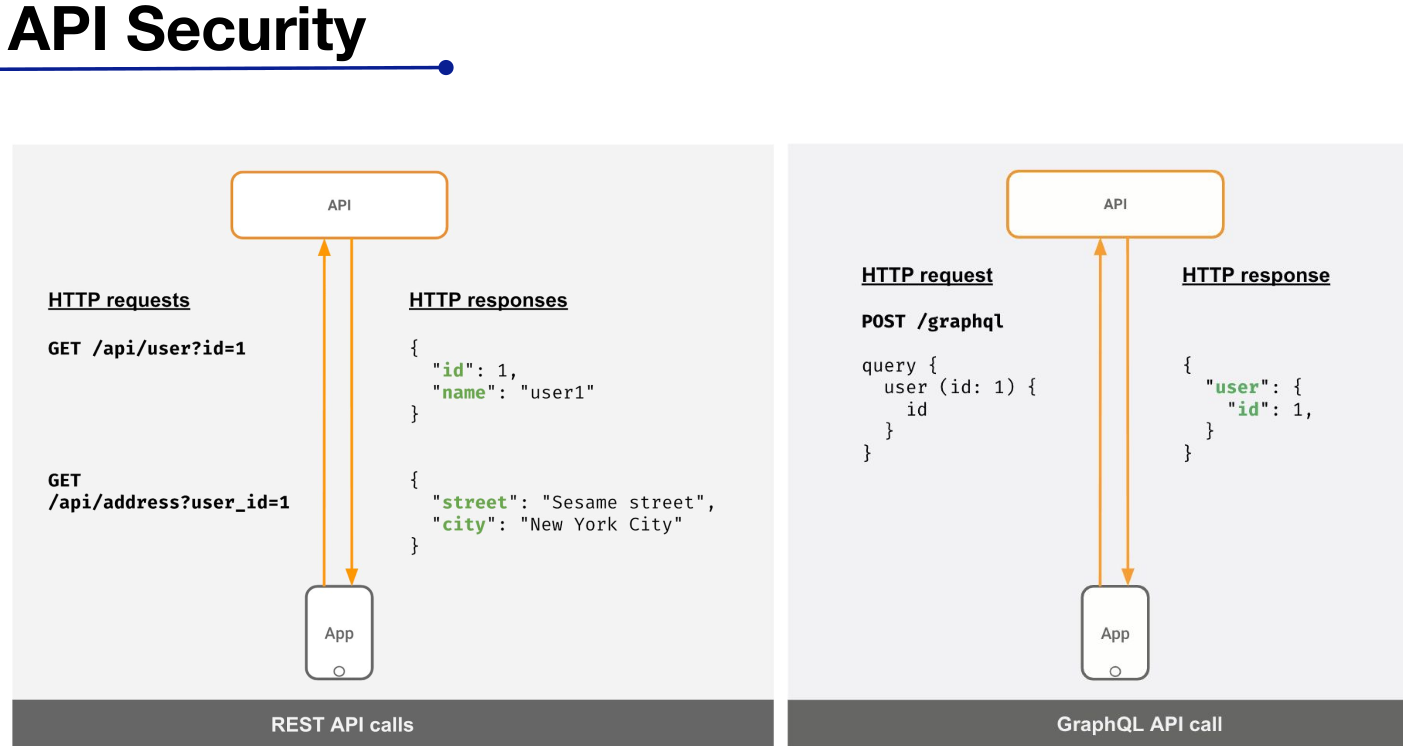 API Security
API
HTTP requests
HTTP responses
GET /api/user?id=1
{
"id": 1,
"name": "user1"
}
GET
/api/address?user_id=1
{
"street": "Sesame street",
"city": "New York City"
}
App
REST API calls
API
HTTP request
HTTP response
POST /graphql
query {
user (id: 1) {
id
}
}
{
"user": {
"id": 1,
}
}
App
GraphQL API call